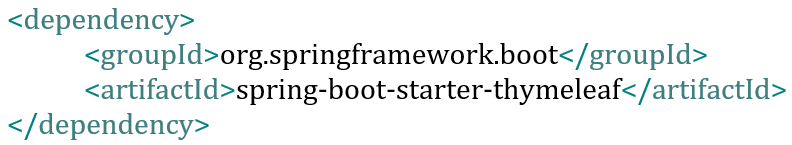 <dependency>
<groupId>org.springframework.boot</groupId>
<artifactId>spring-boot-starter-thymeleaf</artifactId>
</dependency>